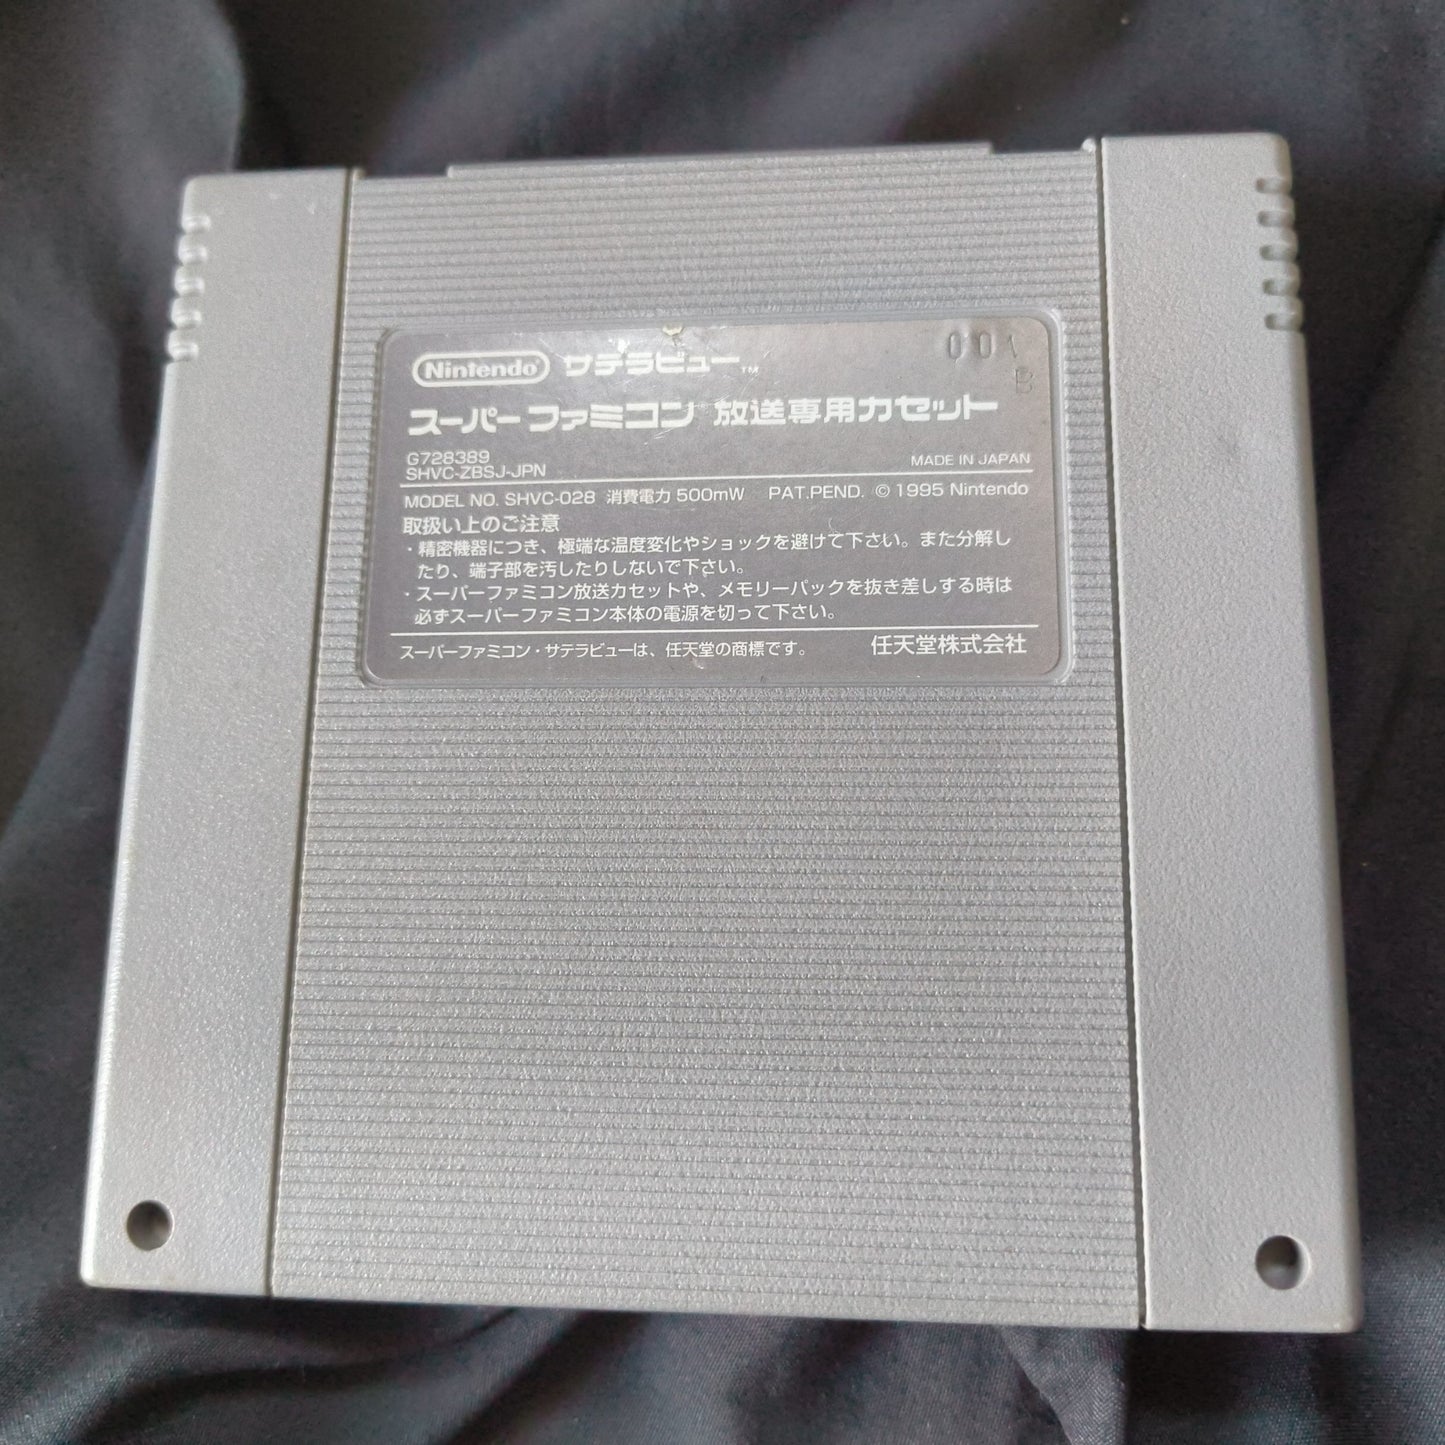 Nintendo サテラビュー™ 001
B
スーパーファミコン™放送専用カセット
G728389
SHVC-ZBSJ-JPN MADE IN JAPAN
MODEL NO. SHVC-028 消費電力 500mW PAT.PEND. © 1995 Nintendo
取扱い上のご注意
・精密機器につき、極端な温度変化やショックを避けて下さい。また分解し
たり、端子部を汚したりしないで下さい。
・スーパーファミコン放送カセットや、メモリーパックを抜き差しする時は
必ずスーパーファミコン本体の電源を切って下さい。
スーパーファミコン・サテラビューは、任天堂の商標です。 任天堂株式会社